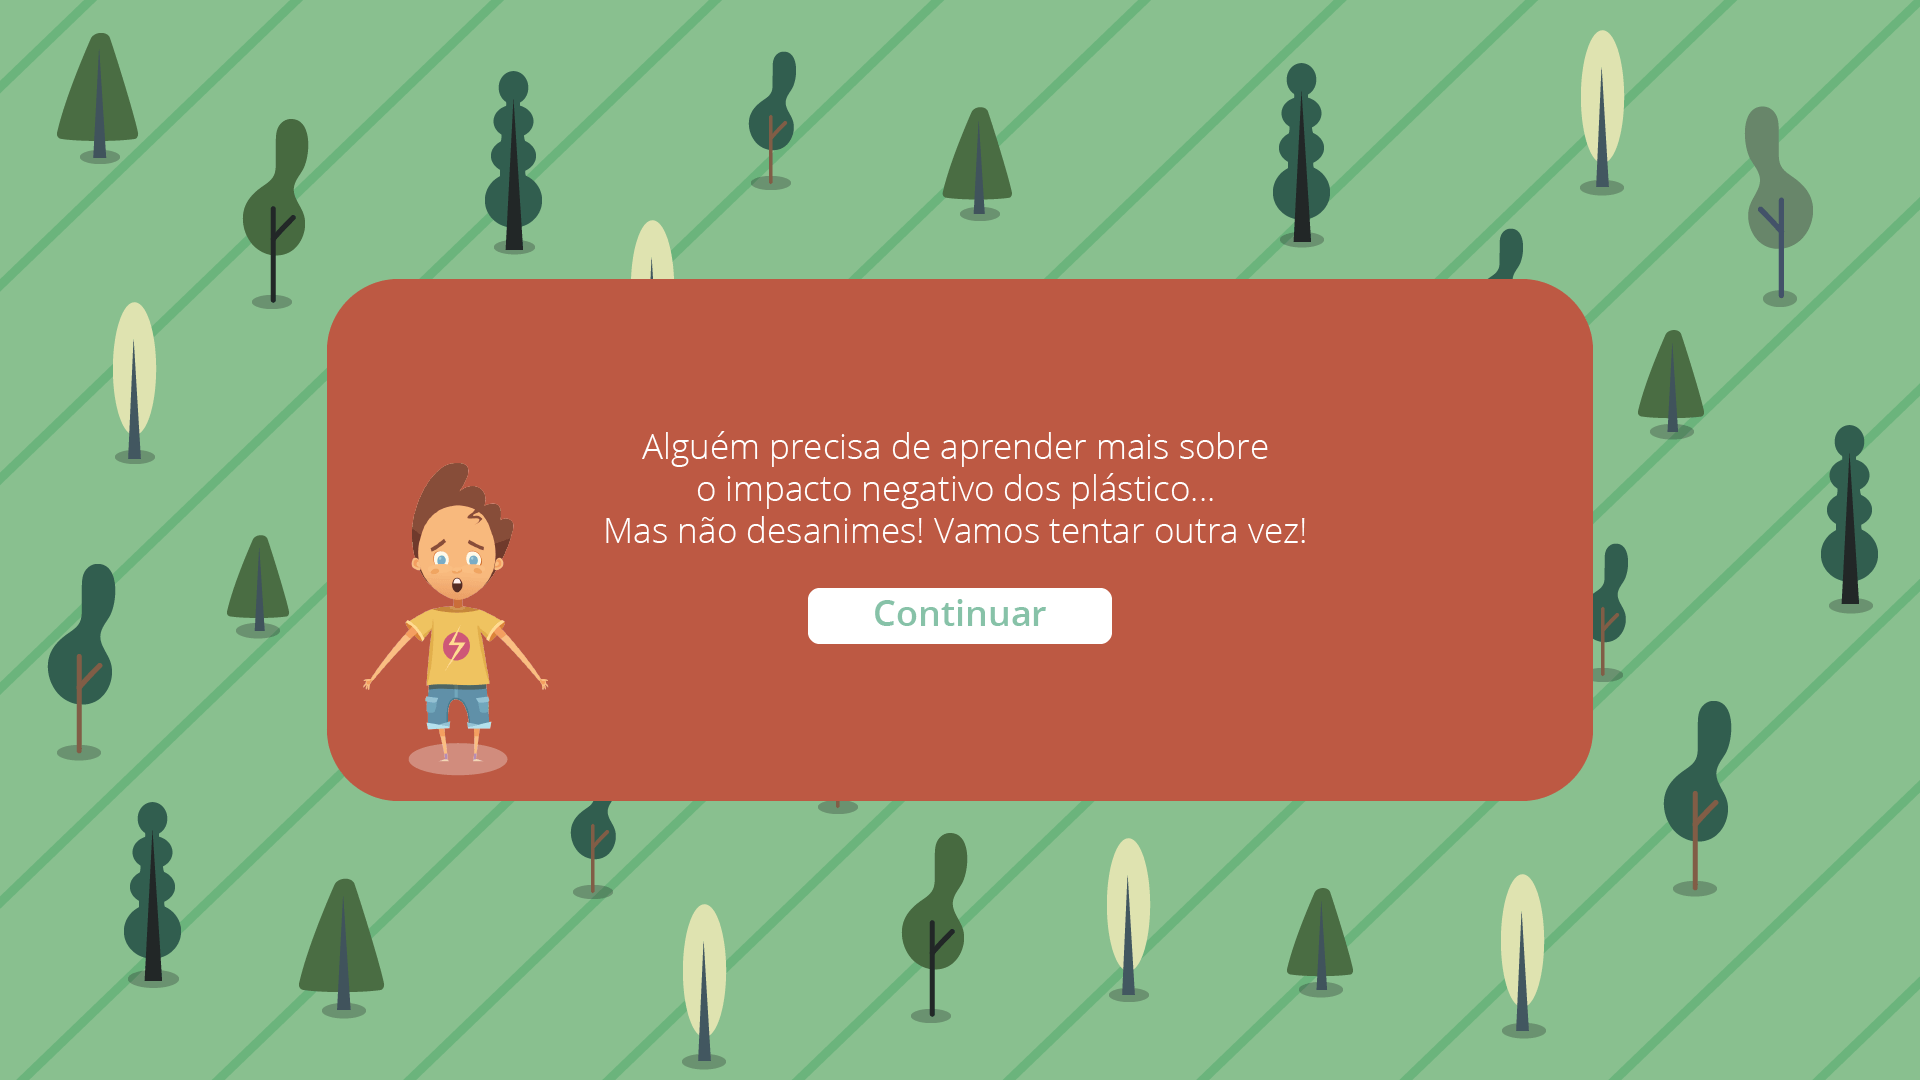 Alguém precisa de aprender mais sobre
o impacto negativo dos plástico...
Mas não desanimes! Vamos tentar outra vez!
Continuar